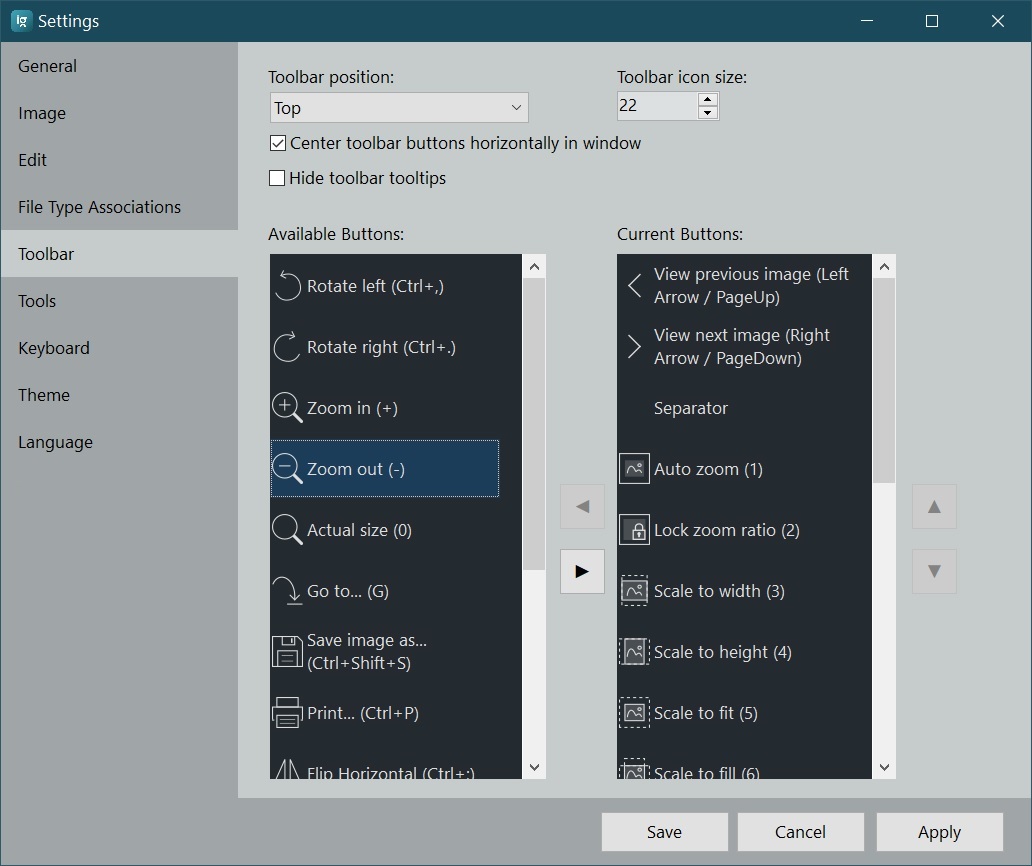 Settings
General
Image
Edit
File Type Associations
Toolbar
Tools
Keyboard
Theme
Language
Toolbar position:
Top
Toolbar icon size:
22
Center toolbar buttons horizontally in window
Hide toolbar tooltips
Available Buttons:
Rotate left (Ctrl+,)
Rotate right (Ctrl+.)
Zoom in (+)
Zoom out (-)
Actual size (0)
Go to... (G)
Save image as...
(Ctrl+Shift+S)
Print... (Ctrl+P)
Flip Horizontal (Ctrl+;)
Current Buttons:
View previous image (Left
Arrow / PageUp)
View next image (Right
Arrow / PageDown)
Separator
Auto zoom (1)
Lock zoom ratio (2)
Scale to width (3)
Scale to height (4)
Scale to fit (5)
Scale to fill (6)
Save
Cancel
Apply